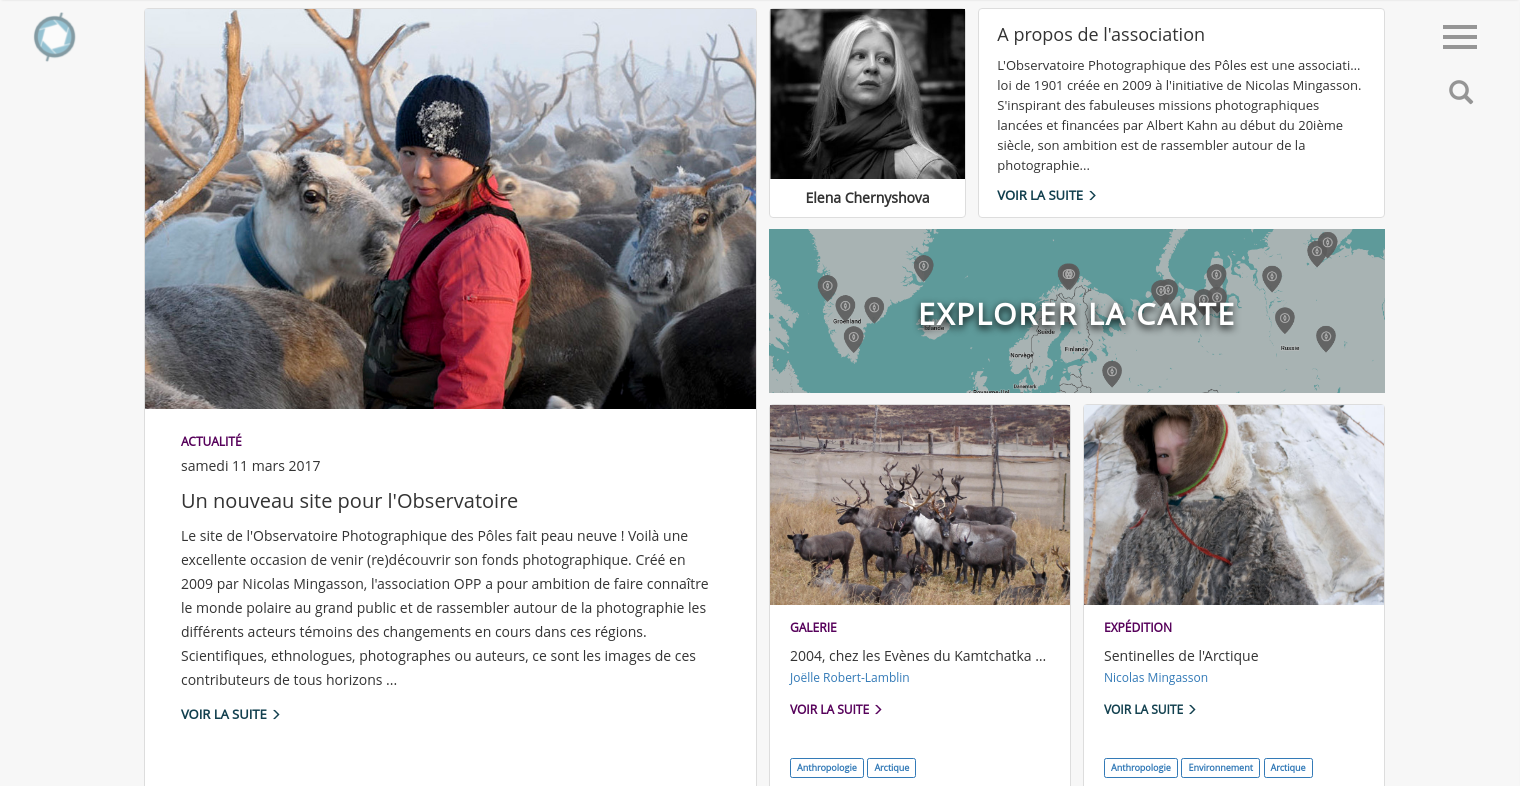 ACTUALITÉ
samedi 11 mars 2017
Un nouveau site pour l'Observatoire
Le site de l'Observatoire Photographique des Pôles fait peau neuve ! Voilà une
excellente occasion de venir (re)découvrir son fonds photographique. Créé en
2009 par Nicolas Mingasson, l'association OPP a pour ambition de faire connaître
le monde polaire au grand public et de rassembler autour de la photographie les
différents acteurs témoins des changements en cours dans ces régions.
Scientifiques, ethnologues, photographes ou auteurs, ce sont les images de ces
contributeurs de tous horizons ...
VOIR LA SUITE
Elena Chernyshova
A propos de l'association
L'Observatoire Photographique des Pôles est une associati...
loi de 1901 créée en 2009 à l'initiative de Nicolas Mingasson.
S'inspirant des fabuleuses missions photographiques
lancées et financées par Albert Kahn au début du 20ième
siècle, son ambition est de rassembler autour de la
photographie...
VOIR LA SUITE
EXPLORER LA CARTE
Groenland
Islande
Suède
Norvège
Finlande
Russie
Danemark
Royaume-Uni
GALERIE
2004, chez les Evènes du Kamtchatka ...
Joëlle Robert-Lamblin
VOIR LA SUITE
Anthropologie
Arctique
EXPÉDITION
Sentinelles de l'Arctique
Nicolas Mingasson
VOIR LA SUITE
Anthropologie
Environnement
Arctique